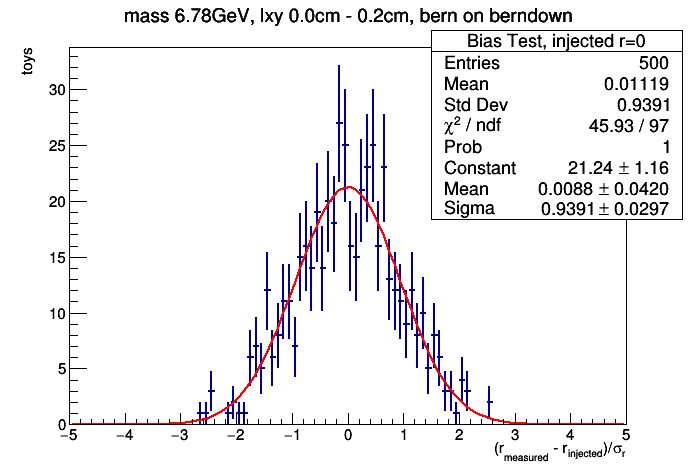 mass 6.78GeV, lxy 0.0cm - 0.2cm, bern on berndown
Bias Test, injected r=0
Entries 500
Mean 0.01119
Std Dev 0.9391
χ² / ndf 45.93 / 97
Prob 1
Constant 21.24 ± 1.16
Mean 0.0088 ± 0.0420
Sigma 0.9391 ± 0.0297
toys
30
25
20
15
10
5
0
−5 −4 −3 −2 −1 0 1 2 3 4 5
(r_measured - r_injected)/σ_r